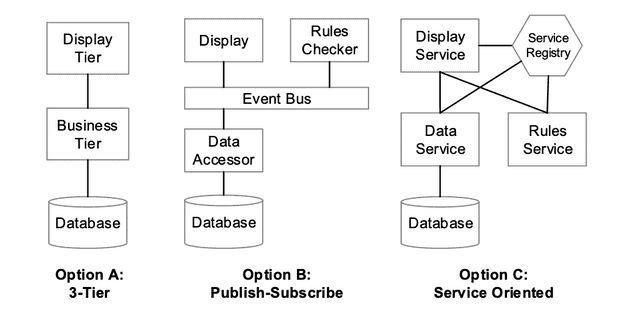 Display
Tier
Business
Tier
Database
Option A:
3-Tier
Display
Rules
Checker
Event Bus
Data
Accessor
Database
Option B:
Publish-Subscribe
Display
Service
Service
Registry
Data
Service
Rules
Service
Database
Option C:
Service Oriented